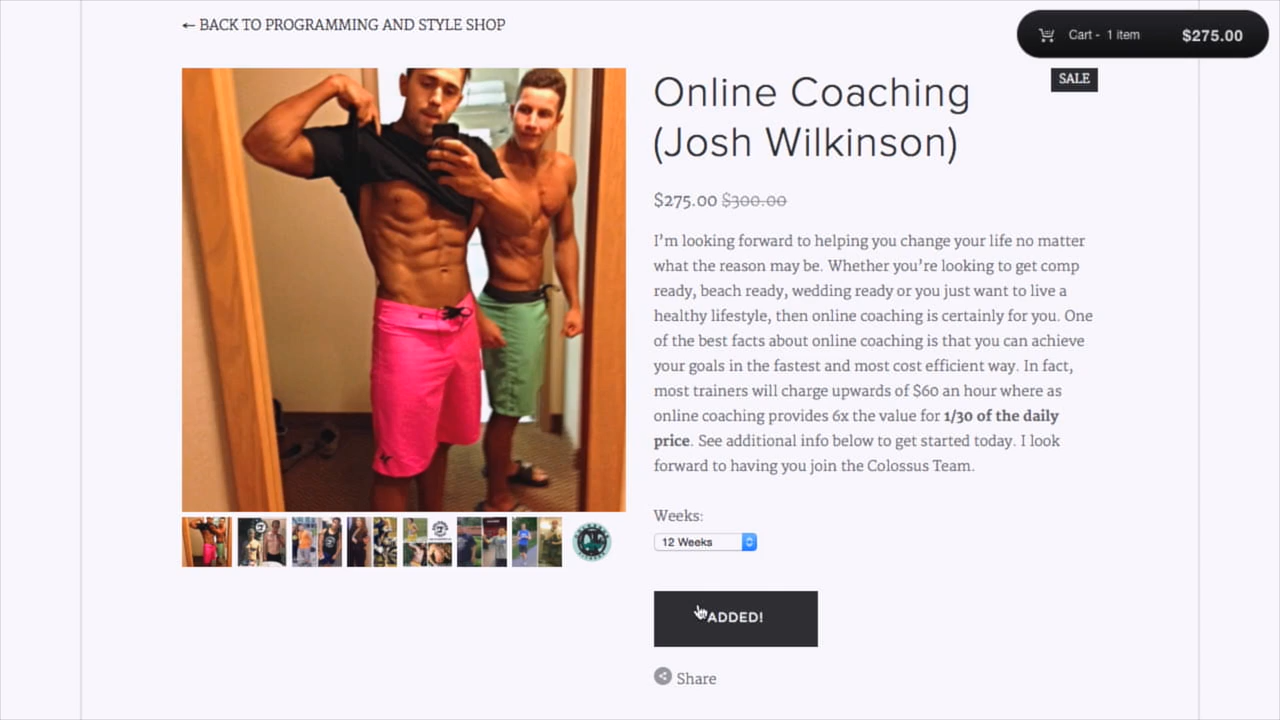 ← BACK TO PROGRAMMING AND STYLE SHOP
Cart - 1 item $275.00
SALE
Online Coaching
(Josh Wilkinson)
$275.00 $300.00
I’m looking forward to helping you change your life no matter
what the reason may be. Whether you’re looking to get comp
ready, beach ready, wedding ready or you just want to live a
healthy lifestyle, then online coaching is certainly for you. One
of the best facts about online coaching is that you can achieve
your goals in the fastest and most cost efficient way. In fact,
most trainers will charge upwards of $60 an hour where as
online coaching provides 6x the value for 1/30 of the daily
price. See additional info below to get started today. I look
forward to having you join the Colossus Team.
Weeks:
12 Weeks
ADDED!
Share